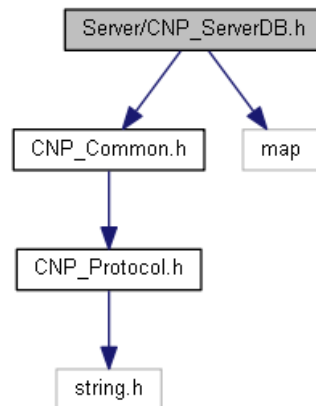 Server/CNP_ServerDB.h
CNP_Common.h
map
CNP_Protocol.h
string.h